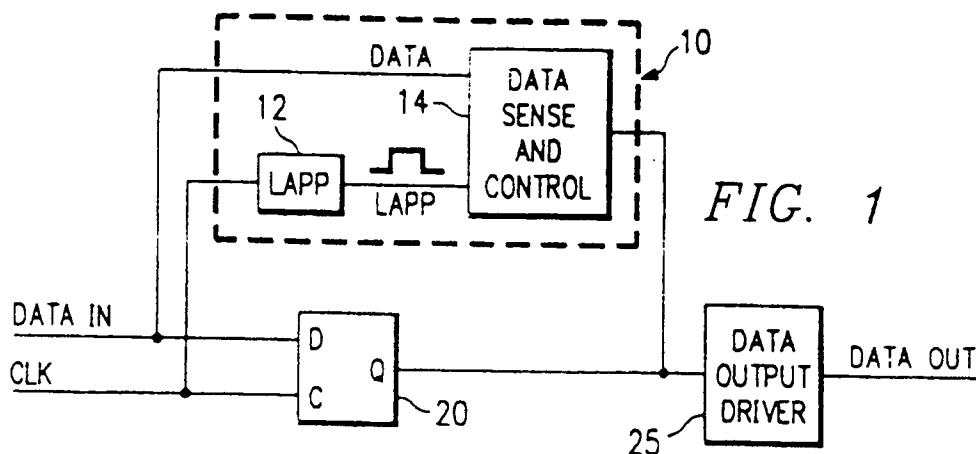 10
DATA
DATA
SENSE
AND
CONTROL
14
12
LAPP
LAPP
FIG. 1
DATA IN
CLK
D
C
Q
20
DATA
OUTPUT
DRIVER
25
DATA OUT